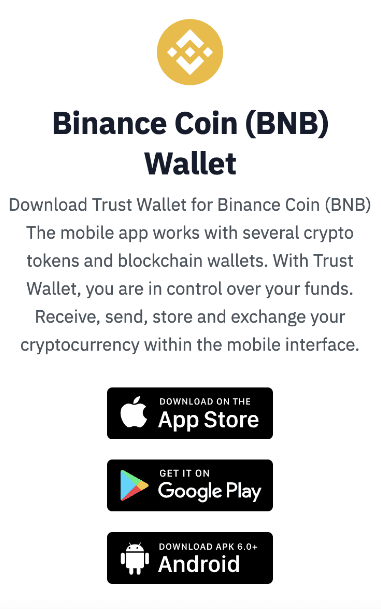 Binance Coin (BNB)
Wallet
Download Trust Wallet for Binance Coin (BNB)
The mobile app works with several crypto
tokens and blockchain wallets. With Trust
Wallet, you are in control over your funds.
Receive, send, store and exchange your
cryptocurrency within the mobile interface.
DOWNLOAD ON THE
App Store
GET IT ON
Google Play
DOWNLOAD APK 6.0+
Android